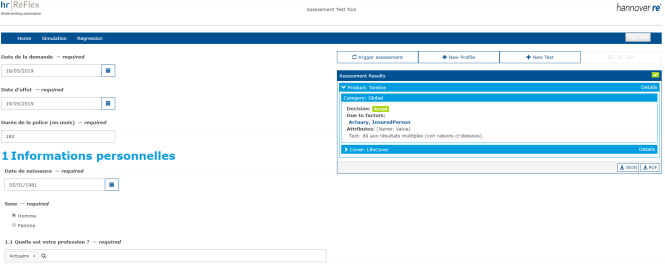 hr|ReFlex
Underwriting automation
Assessment Test Tool
hannover re
Home Simulation Regression
Date de la demande — required
16/05/2019
Date d'effet — required
19/05/2019
Durée de la police (en mois) — required
180
1 Informations personnelles
Date de naissance — required
05/01/1981
Sexe — required
Homme
Femme
1.1 Quelle est votre profession ? — required
Actuaire ×
trigger assessment
+ New Profile
+ New Test
Assessment Results
Product: Tontine Details
Category: Global
Decision: Accept
Due to factors:
Actuary, InsuredPerson
Attributes: (Name: Value)
Text: dû aux résultats multiples (voir raisons ci-dessous).
Cover: LifeCover Details
JSON PDF